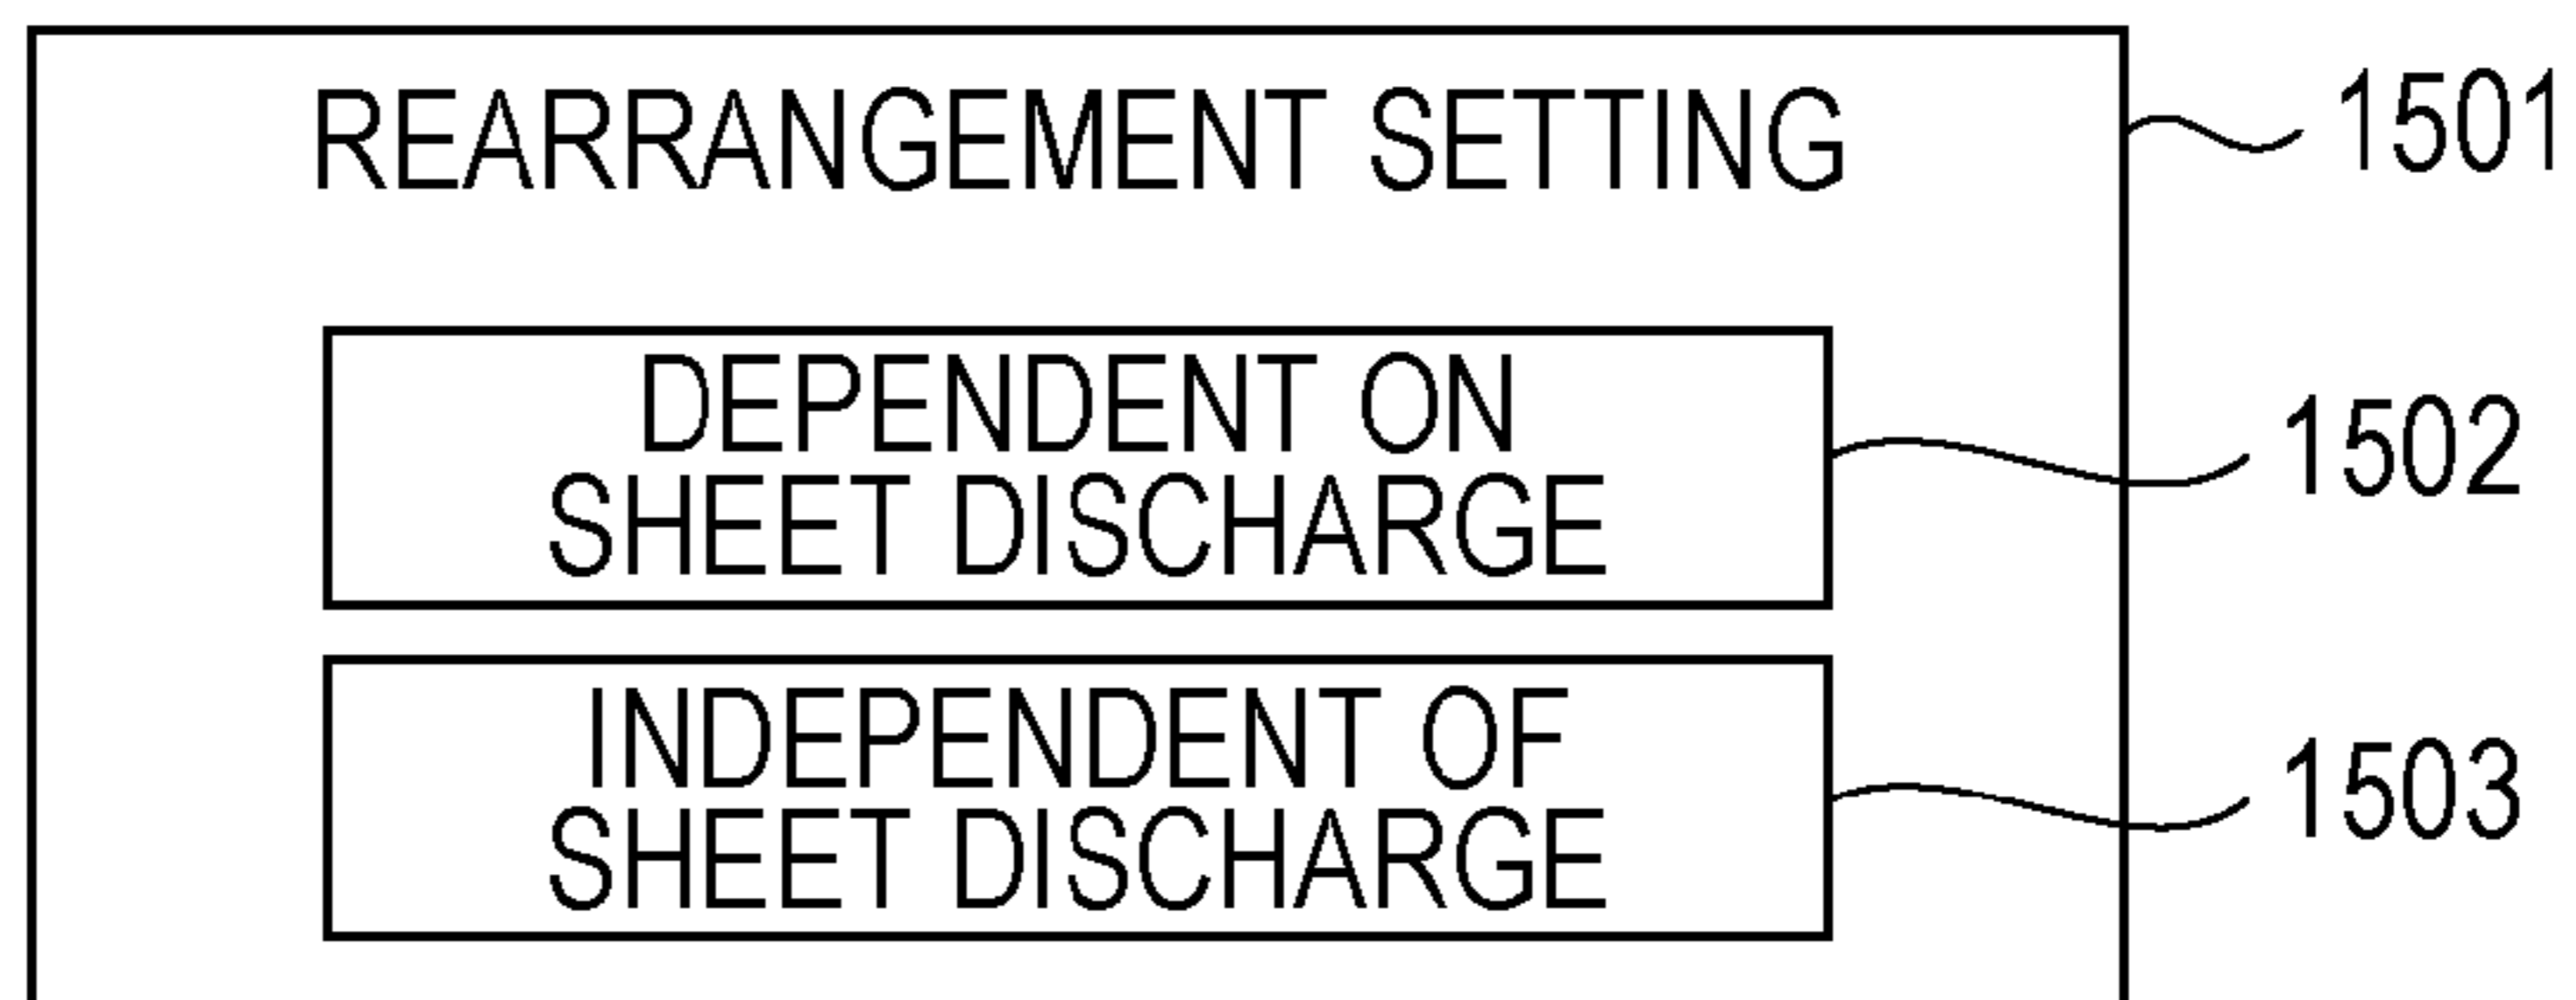 REARRANGEMENT SETTING 1501
DEPENDENT ON
SHEET DISCHARGE
1502
INDEPENDENT OF
SHEET DISCHARGE
1503